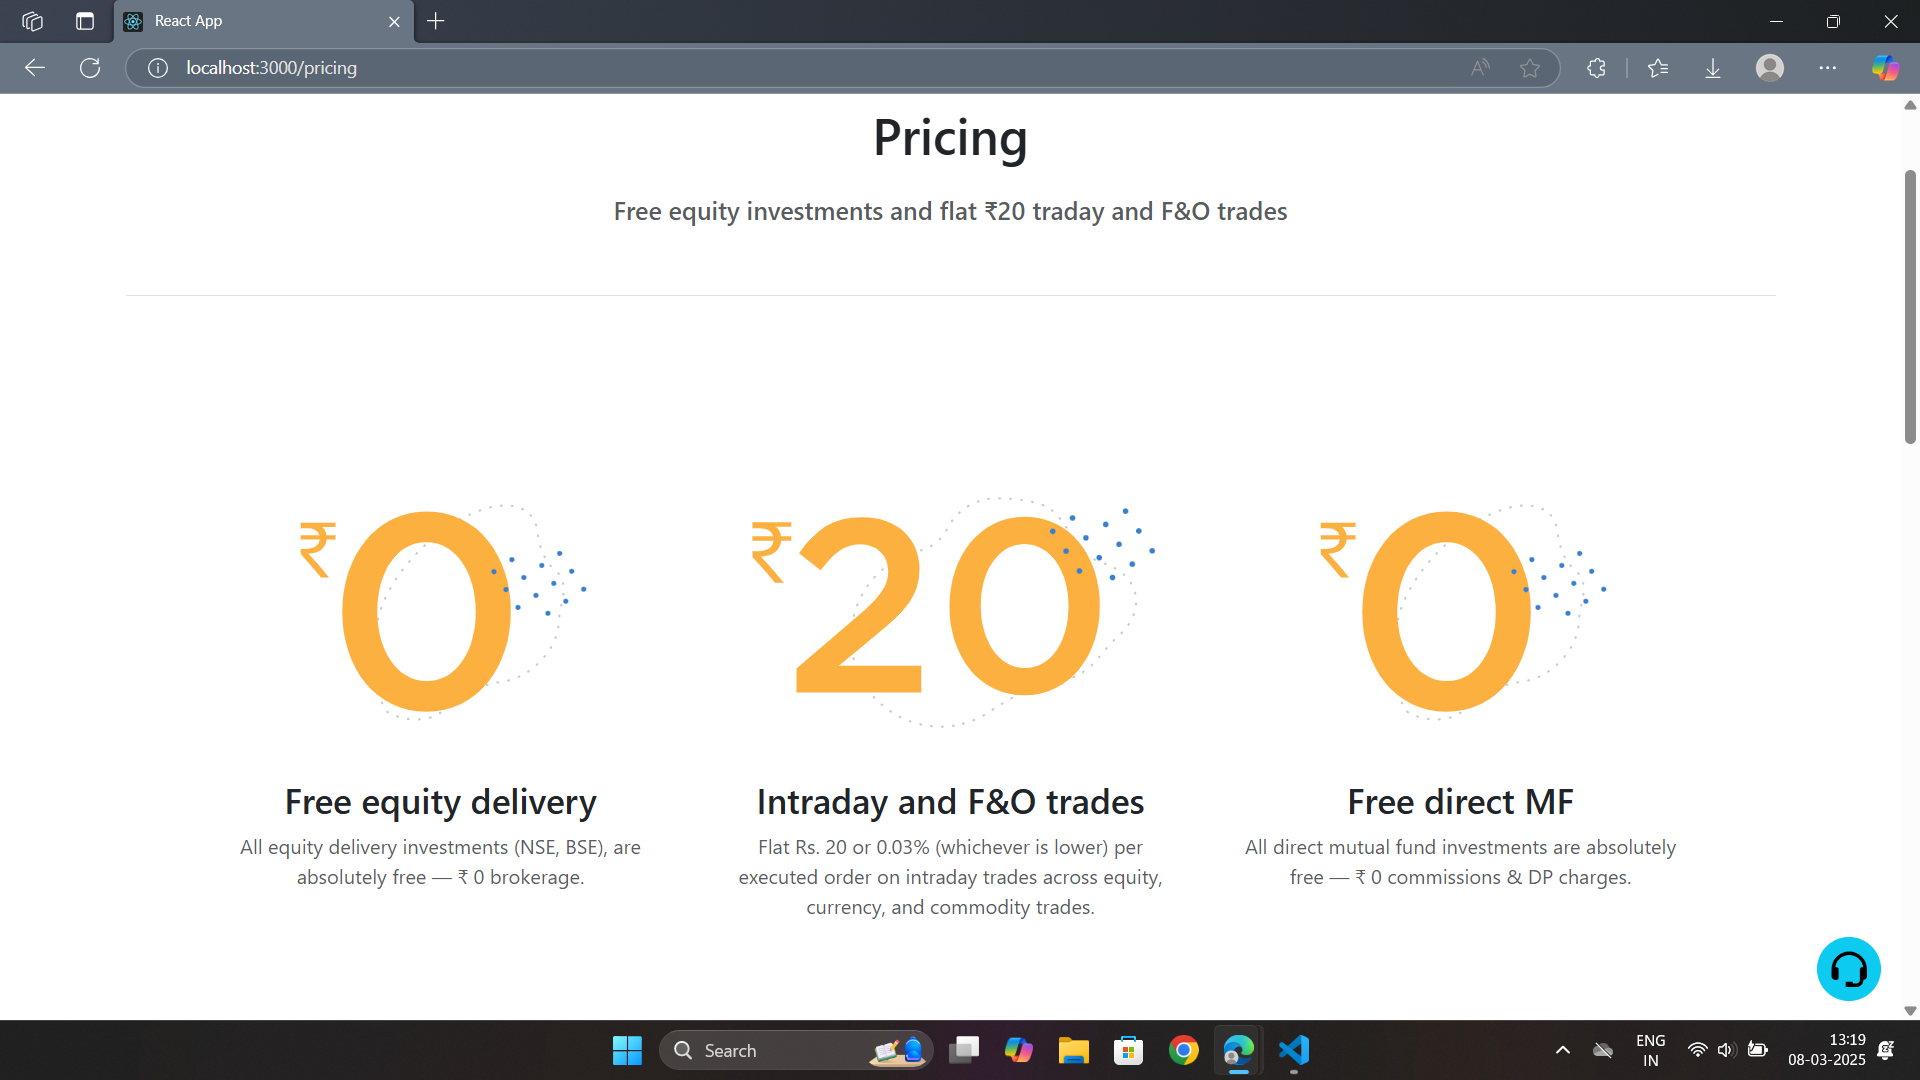 React App
localhost:3000/pricing
Pricing
Free equity investments and flat ₹20 traday and F&O trades
₹0
₹20
₹0
Free equity delivery
All equity delivery investments (NSE, BSE), are
absolutely free — ₹ 0 brokerage.
Intraday and F&O trades
Flat Rs. 20 or 0.03% (whichever is lower) per
executed order on intraday trades across equity,
currency, and commodity trades.
Free direct MF
All direct mutual fund investments are absolutely
free — ₹ 0 commissions & DP charges.
Search
ENG
IN
13:19
08-03-2025